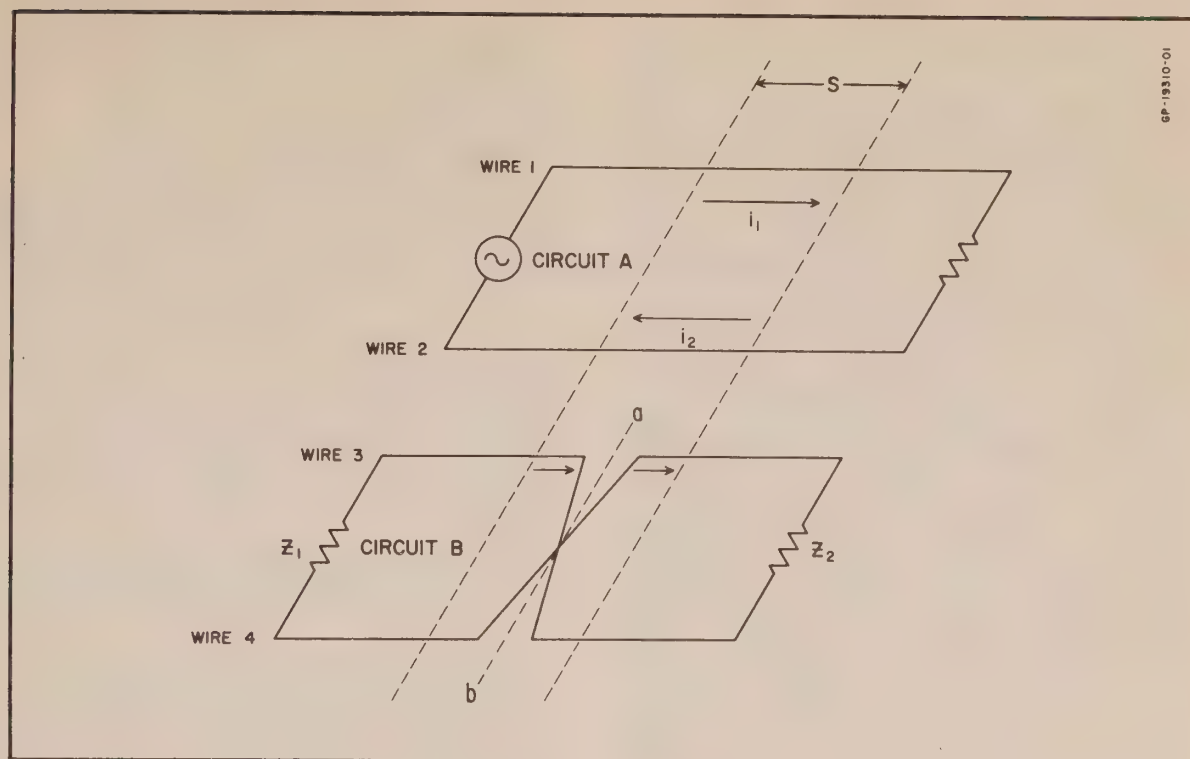 GP-19310-01
S
WIRE 1
i₁
CIRCUIT A
i₂
WIRE 2
a
WIRE 3
Z₁
CIRCUIT B
Z₂
WIRE 4
b